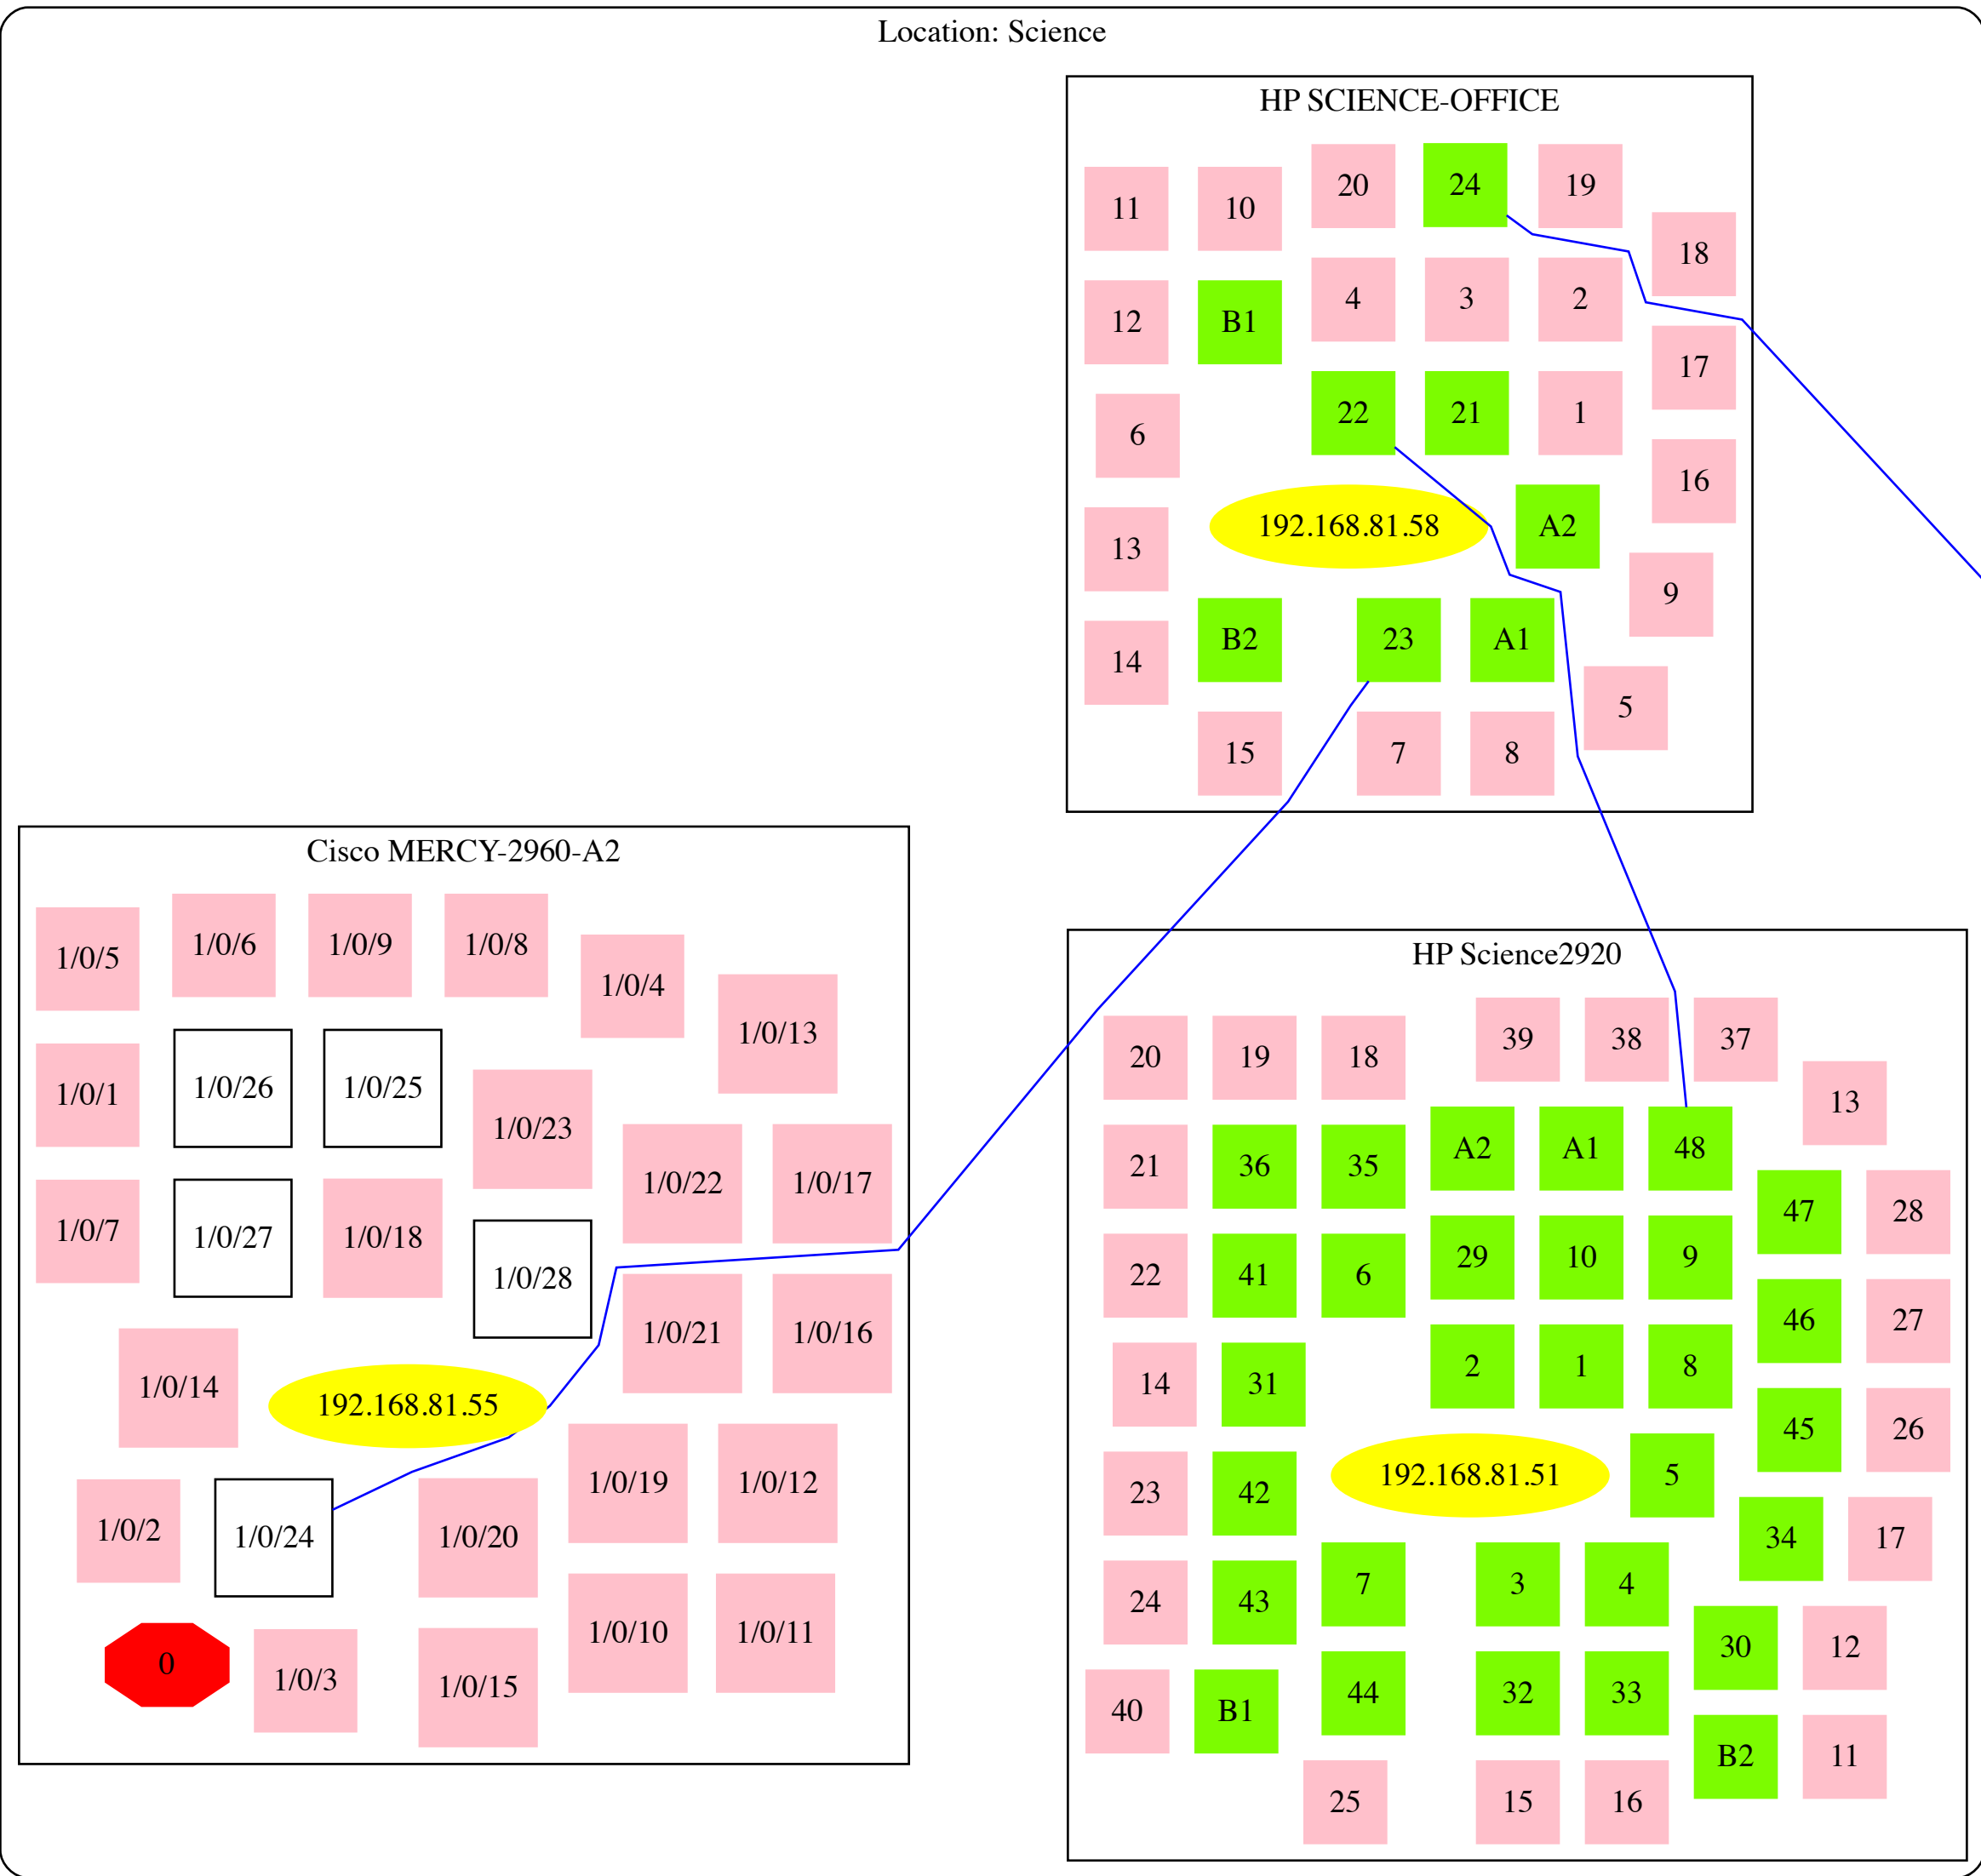 Location: Science
HP SCIENCE-OFFICE
20 24 19
11 10
18
4 3 2
12 B1
17
22 21 1
6
16
192.168.81.58 A2
13
9
B2 23 A1
14
5
15 7 8
Cisco MERCY-2960-A2
1/0/6 1/0/9 1/0/8
1/0/5
1/0/4
1/0/13
1/0/26 1/0/25
1/0/1
1/0/23
1/0/22 1/0/17
1/0/7 1/0/27 1/0/18
1/0/28
1/0/21 1/0/16
1/0/14
192.168.81.55
1/0/19 1/0/12
1/0/2 1/0/24 1/0/20
1/0/10 1/0/11
0
1/0/3 1/0/15
HP Science2920
39 38 37
20 19 18
13
A2 A1 48
21 36 35
47 28
29 10 9
22 41 6
46 27
2 1 8
14 31
45 26
192.168.81.51 5
23 42
34 17
7 3 4
24 43
30 12
44 32 33
40 B1
B2 11
25 15 16